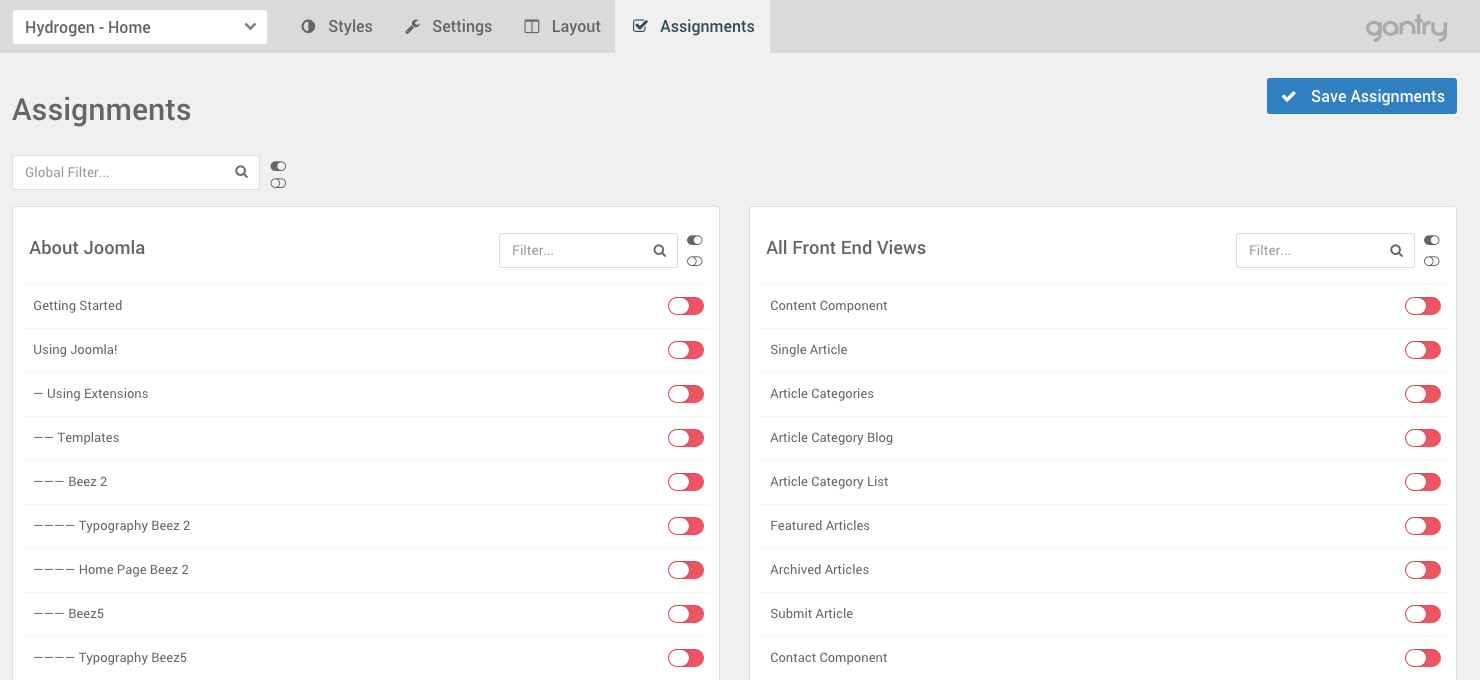 Hydrogen - Home
Styles
Settings
Layout
Assignments
gantry
Assignments
Save Assignments
Global Filter...
About Joomla
Filter...
Getting Started
Using Joomla!
— Using Extensions
—— Templates
——— Beez 2
———— Typography Beez 2
———— Home Page Beez 2
——— Beez5
———— Typography Beez5
All Front End Views
Filter...
Content Component
Single Article
Article Categories
Article Category Blog
Article Category List
Featured Articles
Archived Articles
Submit Article
Contact Component